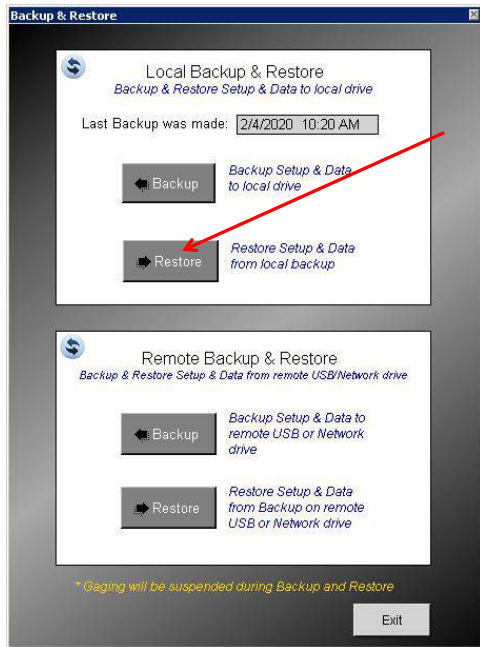 Backup & Restore
Local Backup & Restore
Backup & Restore Setup & Data to local drive
Last Backup was made: 2/4/2020 10:20 AM
Backup
Backup Setup & Data
to local drive
Restore
Restore Setup & Data
from local backup
Remote Backup & Restore
Backup & Restore Setup & Data from remote USB/Network drive
Backup
Backup Setup & Data to
remote USB or Network
drive
Restore
Restore Setup & Data
from Backup on remote
USB or Network drive
* Gaging will be suspended during Backup and Restore
Exit